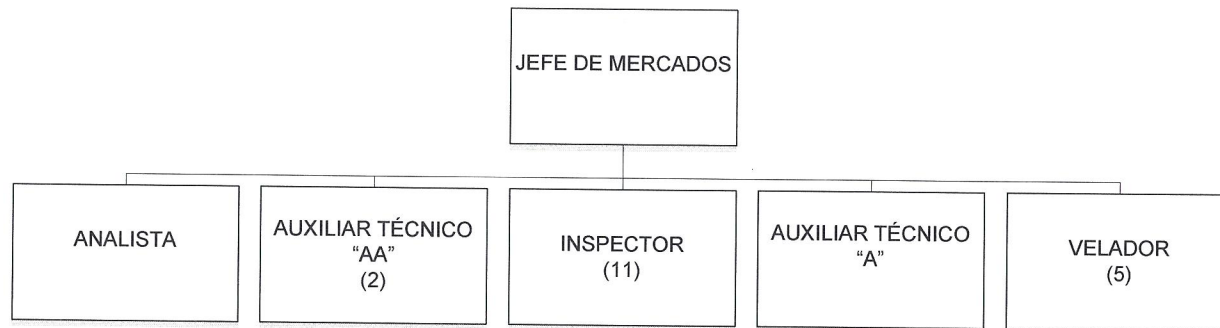 JEFE DE MERCADOS
ANALISTA
AUXILIAR TÉCNICO
“AA”
(2)
INSPECTOR
(11)
AUXILIAR TÉCNICO
“A”
VELADOR
(5)